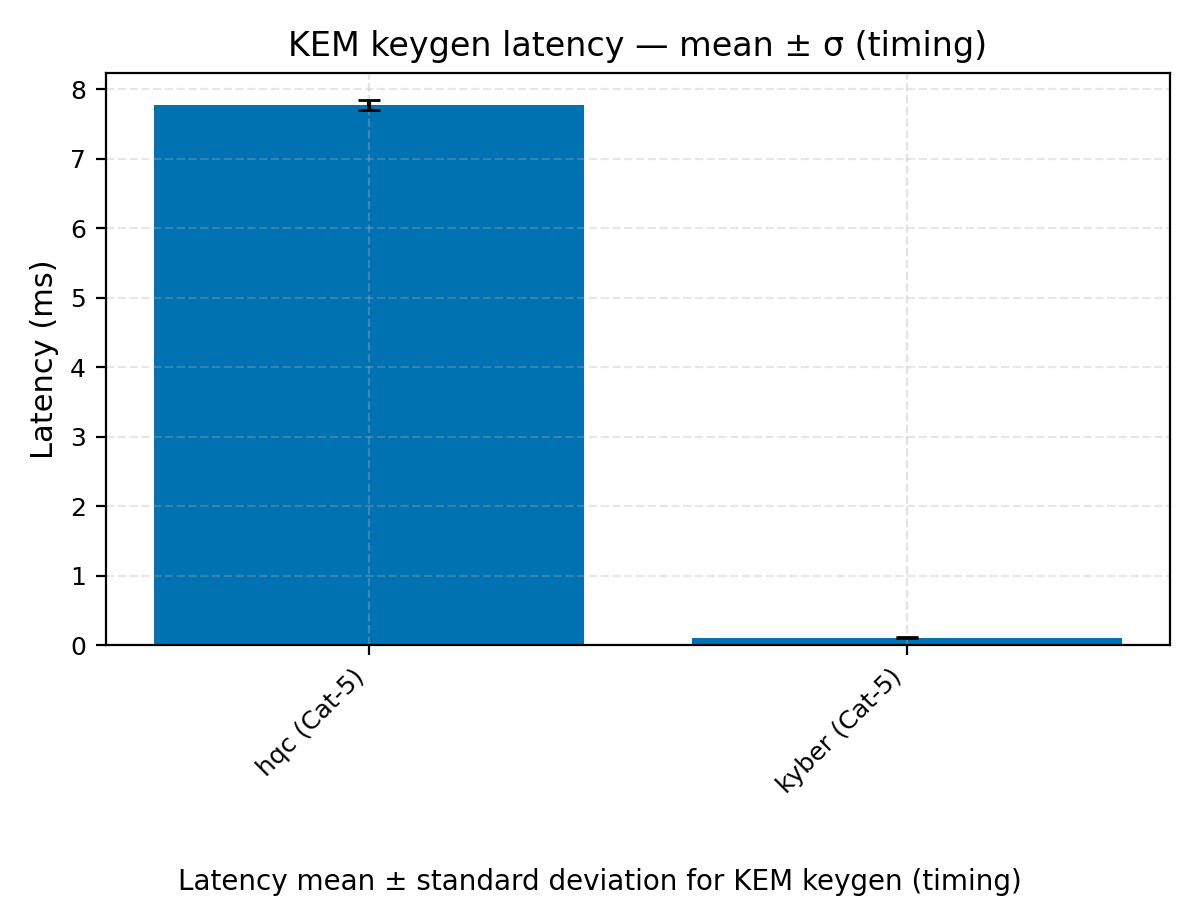 KEM keygen latency — mean ± σ (timing)
8
7
6
5
4
3
2
1
0
Latency (ms)
hqc (Cat-5)
kyber (Cat-5)
Latency mean ± standard deviation for KEM keygen (timing)